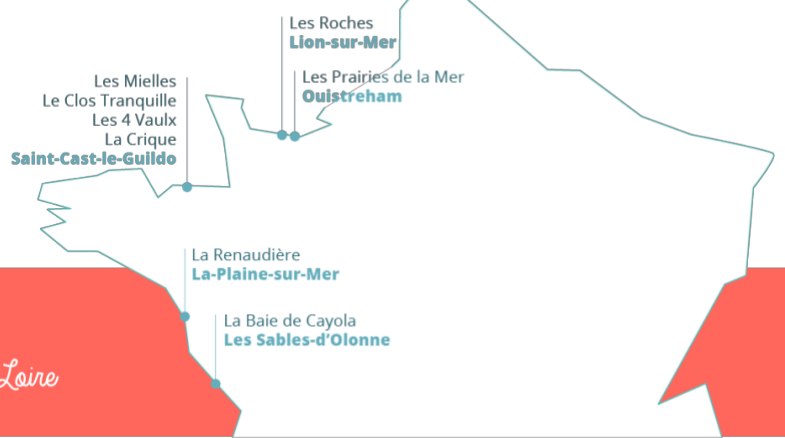 Les Roches
Lion-sur-Mer
Les Prairies de la Mer
Ouistreham
Les Mielles
Le Clos Tranquille
Les 4 Vaulx
La Crique
Saint-Cast-le-Guildo
La Renaudière
La-Plaine-sur-Mer
La Baie de Cayola
Les Sables-d’Olonne
Loire